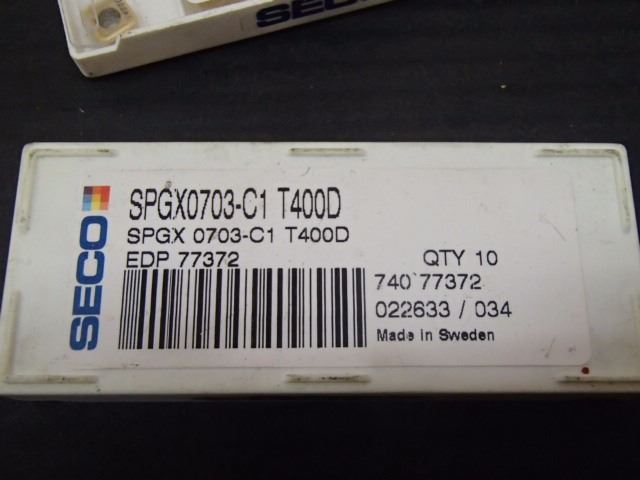 SECO
SECO
SPGX0703-C1 T400D
SPGX 0703-C1 T400D
EDP 77372
QTY 10
740 77372
022633 / 034
Made in Sweden